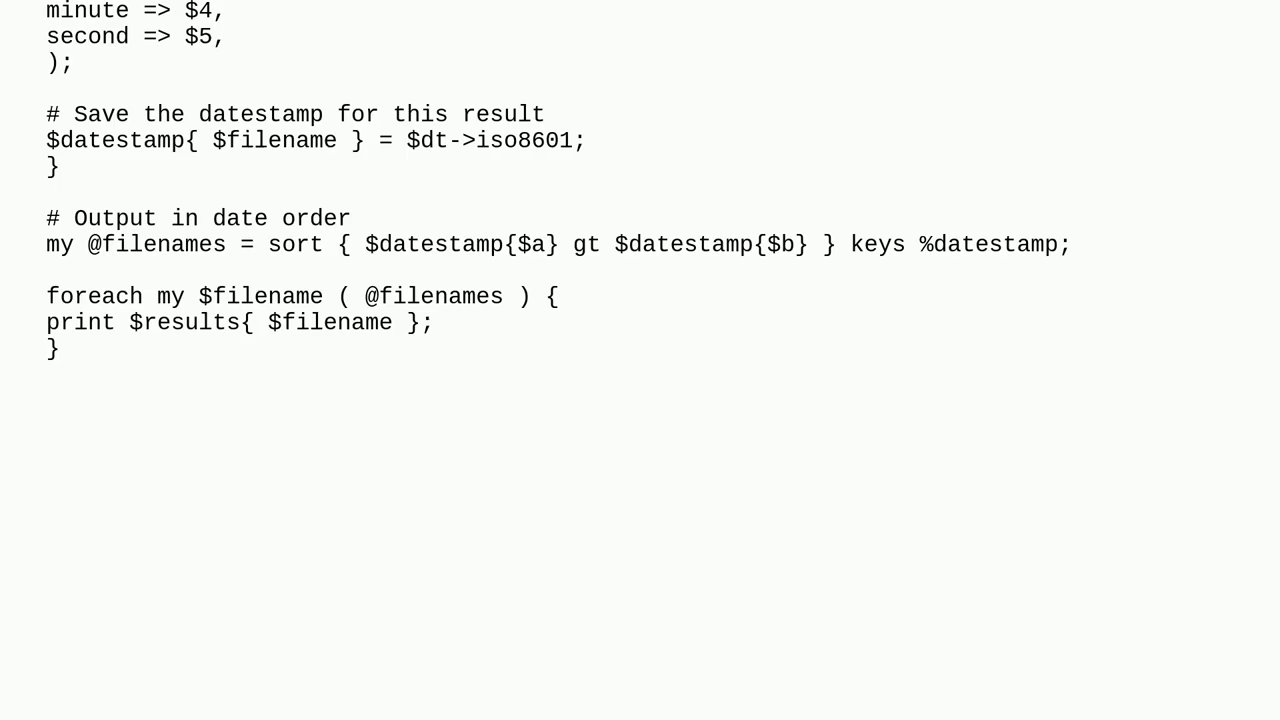 minute => $4,
second => $5,
);
# Save the datestamp for this result
$datestamp{ $filename } = $dt->iso8601;
}
# Output in date order
my @filenames = sort { $datestamp{$a} gt $datestamp{$b} } keys %datestamp;
foreach my $filename ( @filenames ) {
print $results{ $filename };
}